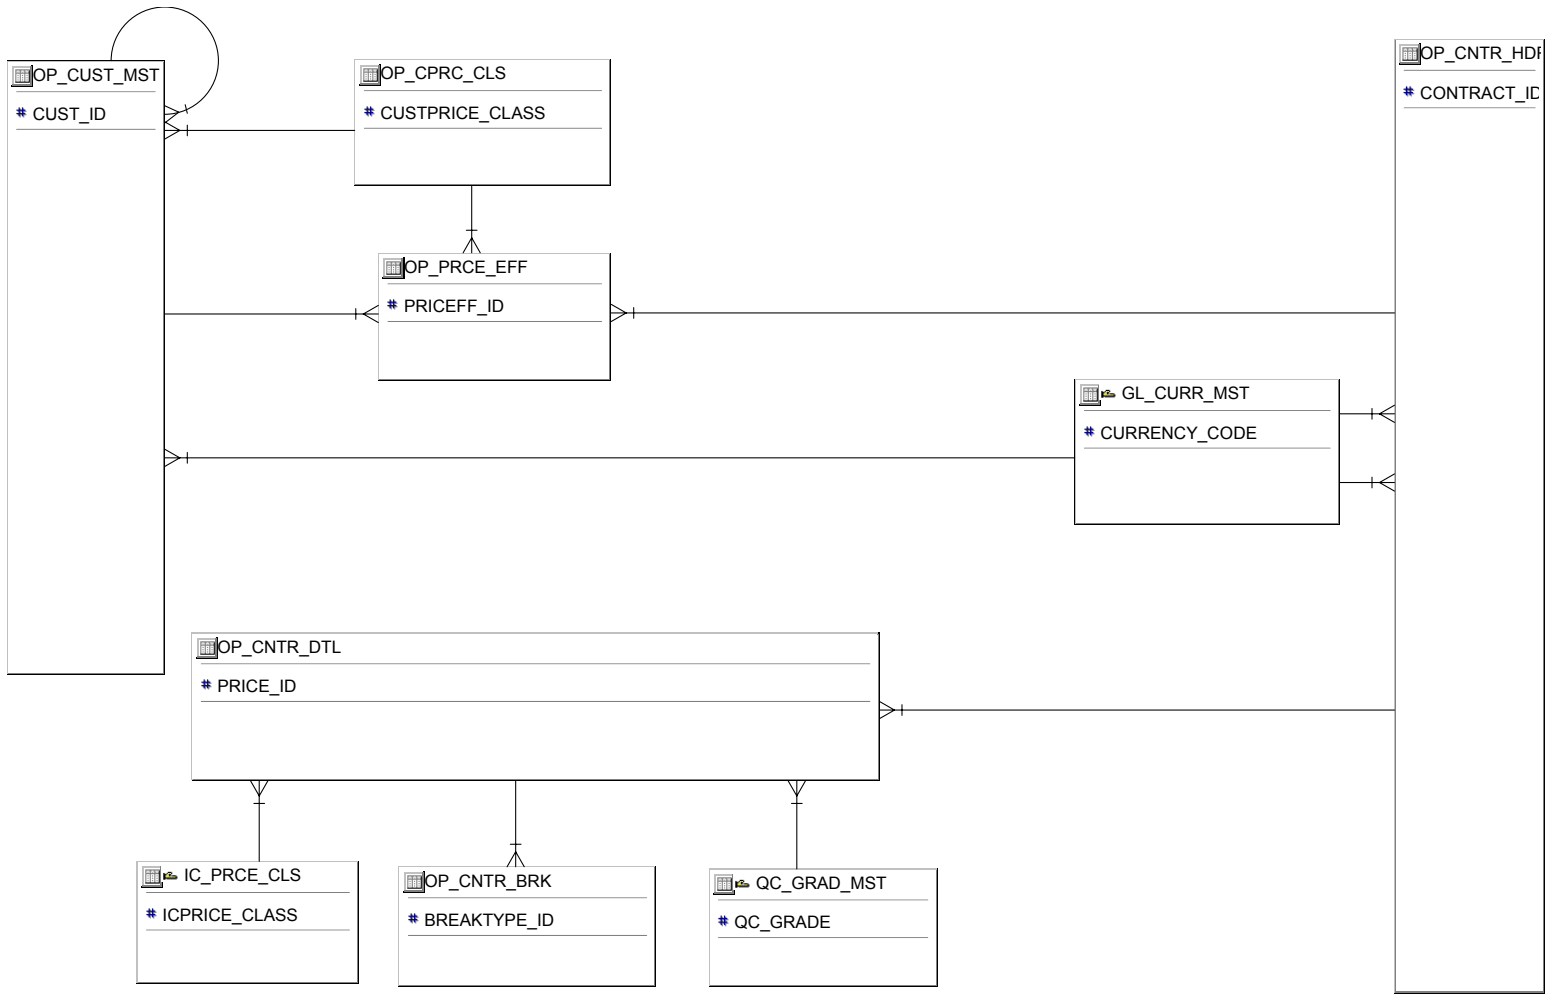 OP_CUST_MST
# CUST_ID
OP_CPRC_CLS
# CUSTPRICE_CLASS
OP_CNTR_HDR
# CONTRACT_ID
OP_PRCE_EFF
# PRICEFF_ID
GL_CURR_MST
# CURRENCY_CODE
OP_CNTR_DTL
# PRICE_ID
IC_PRCE_CLS
# ICPRICE_CLASS
OP_CNTR_BRK
# BREAKTYPE_ID
QC_GRAD_MST
# QC_GRADE